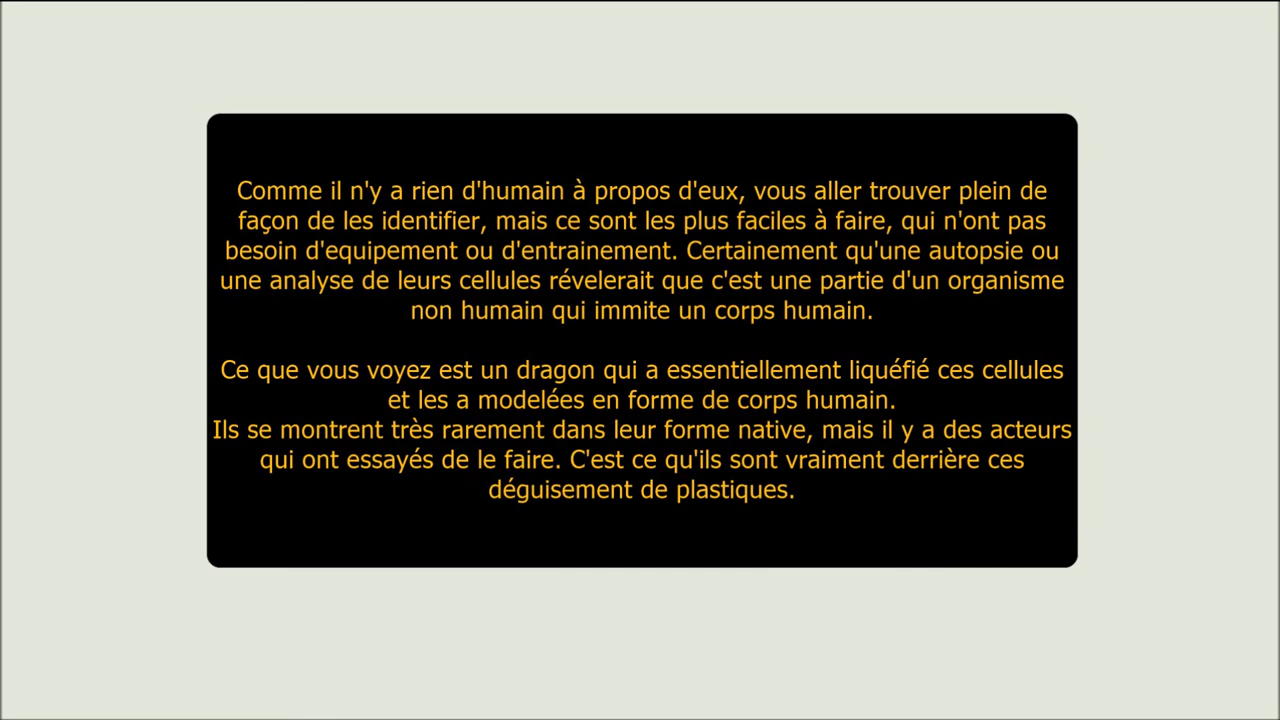 Comme il n'y a rien d'humain à propos d'eux, vous aller trouver plein de
façon de les identifier, mais ce sont les plus faciles à faire, qui n'ont pas
besoin d'equipement ou d'entrainement. Certainement qu'une autopsie ou
une analyse de leurs cellules révelerait que c'est une partie d'un organisme
non humain qui immite un corps humain.
Ce que vous voyez est un dragon qui a essentiellement liquéfié ces cellules
et les a modelées en forme de corps humain.
Ils se montrent très rarement dans leur forme native, mais il y a des acteurs
qui ont essayés de le faire. C'est ce qu'ils sont vraiment derrière ces
déguisement de plastiques.